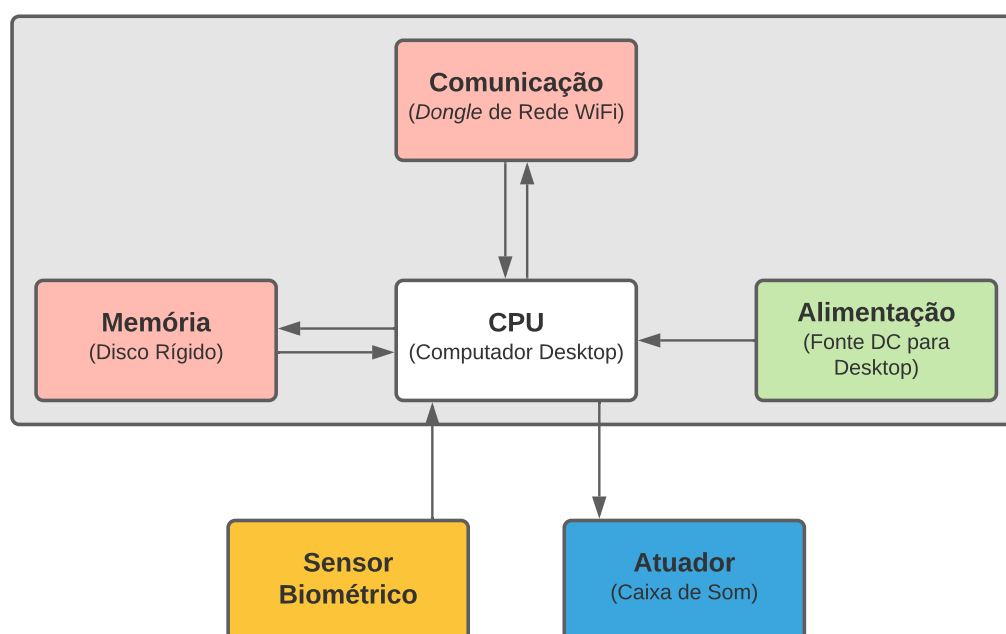 Comunicação
(Dongle de Rede WiFi)
Memória
(Disco Rígido)
CPU
(Computador Desktop)
Alimentação
(Fonte DC para
Desktop)
Sensor
Biométrico
Atuador
(Caixa de Som)